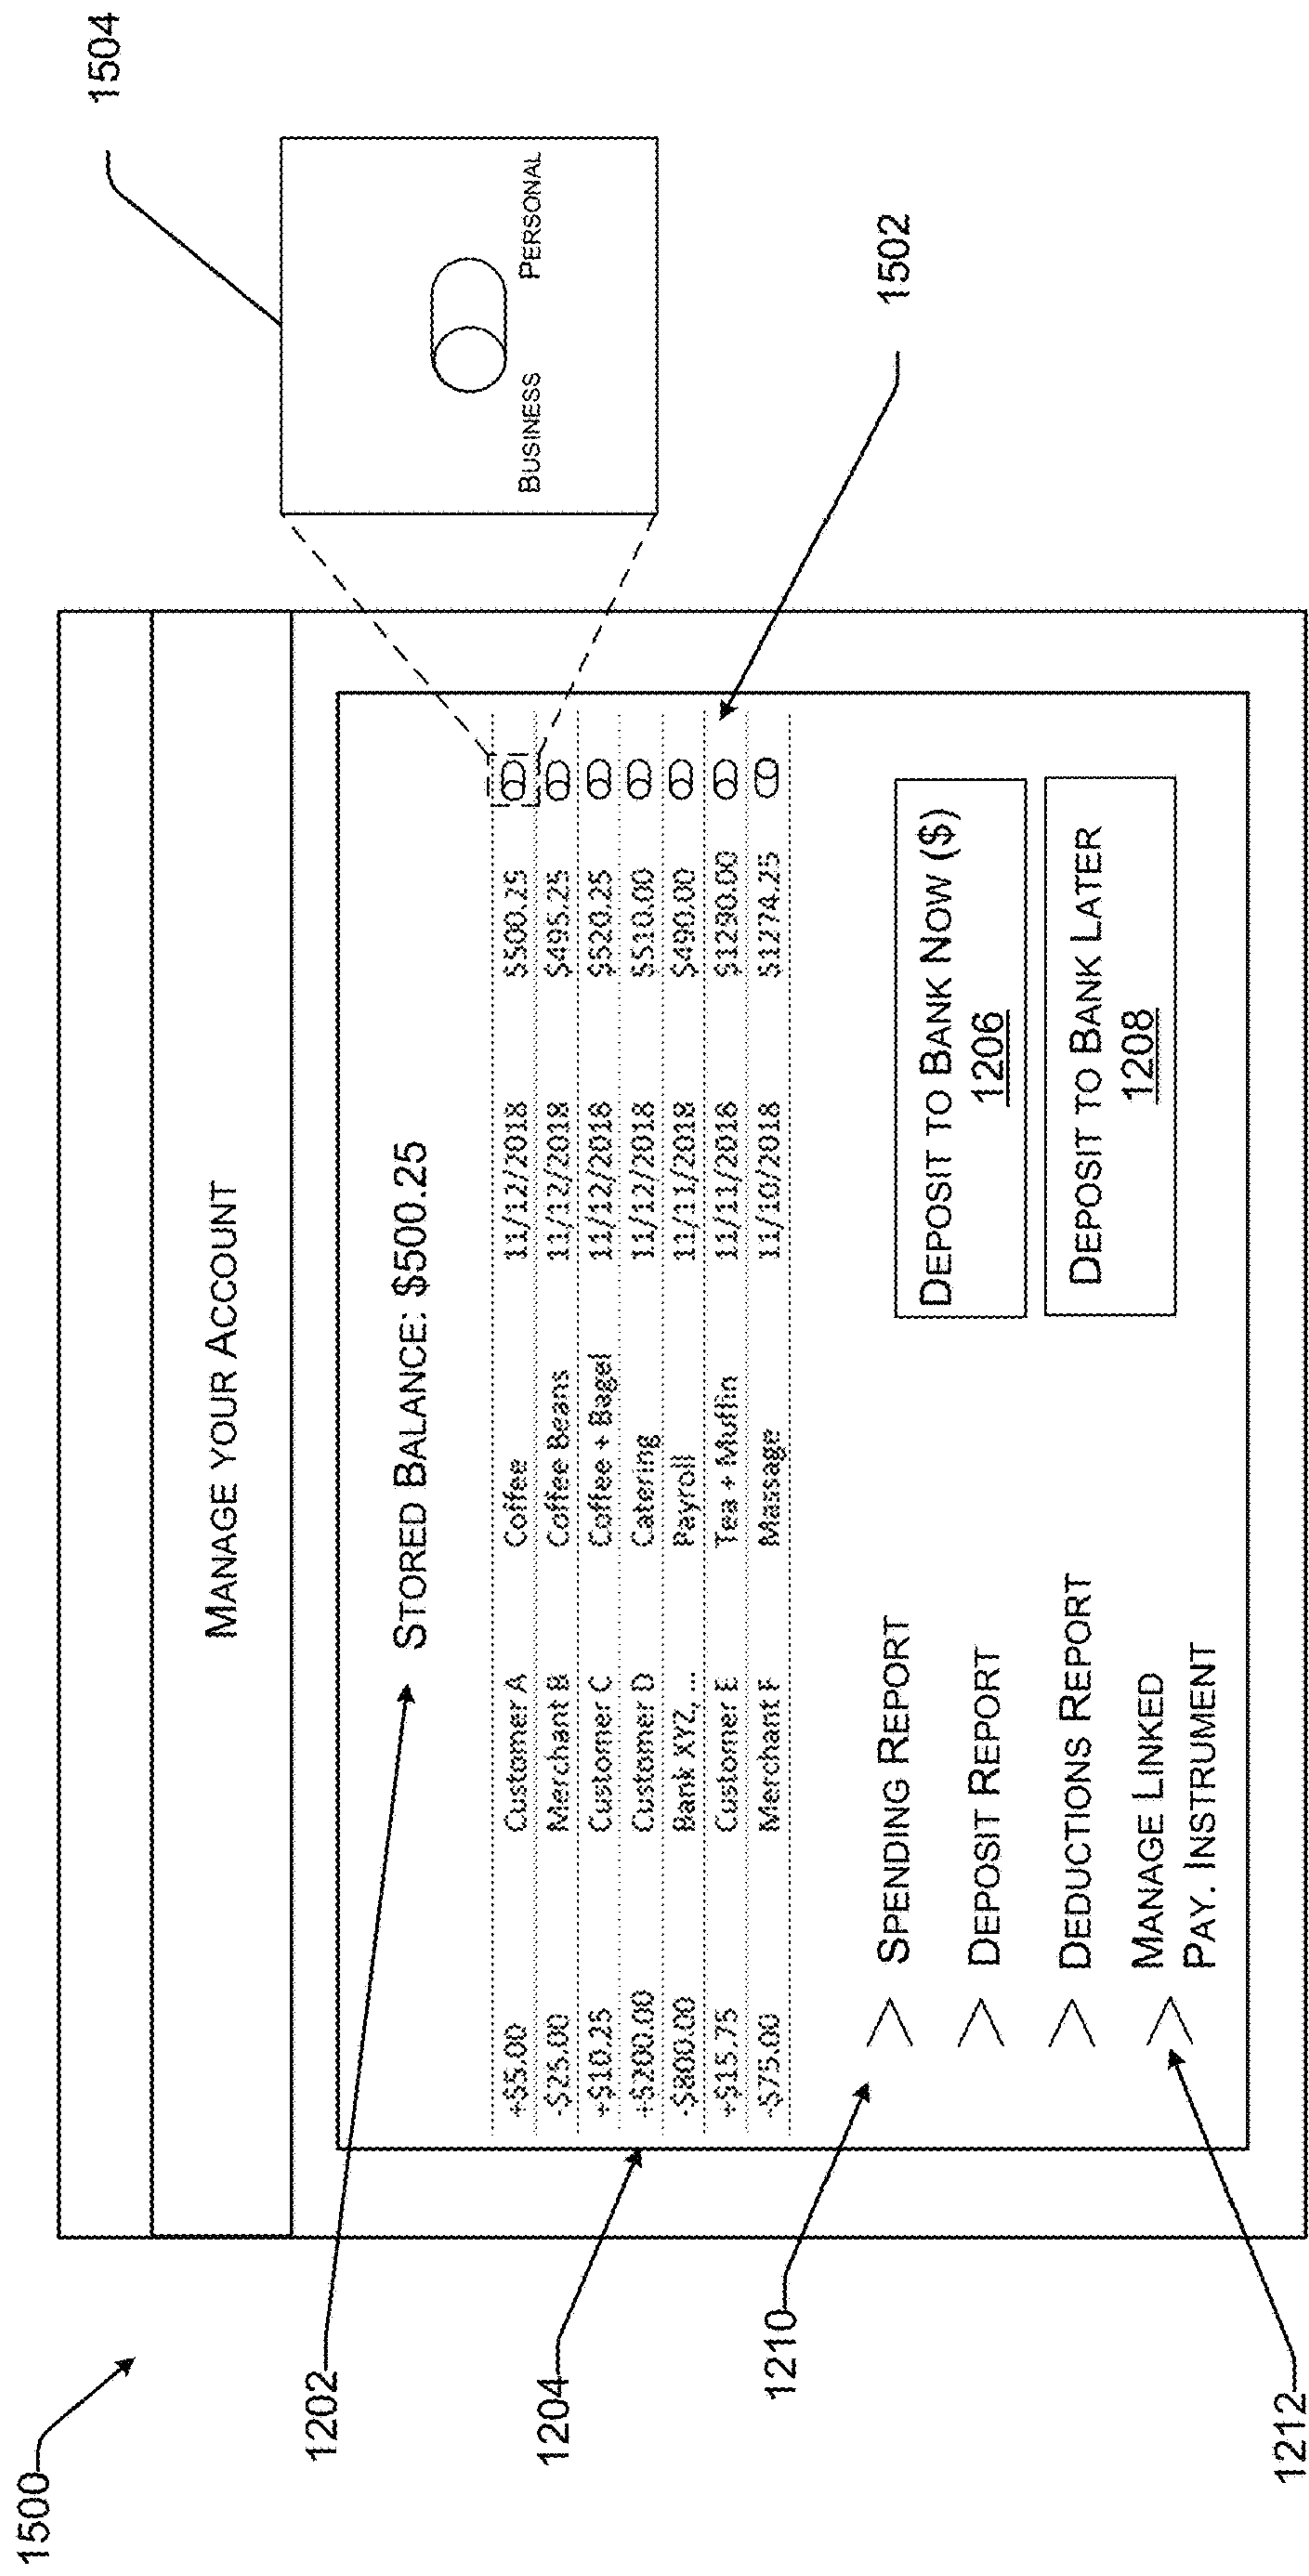 1500
MANAGE YOUR ACCOUNT
1202
STORED BALANCE: $500.25
1204
+$5.00 Customer A Coffee 11/12/2018 $500.25
-$25.00 Merchant B Coffee Beans 11/12/2018 $495.25
+$10.25 Customer C Coffee + Bagel 11/12/2018 $520.25
+$200.00 Customer D Catering 11/12/2018 $510.00
-$800.00 Bank XYZ, ... Payroll 11/11/2018 $490.00
+$15.75 Customer E Tea + Muffin 11/11/2018 $1290.00
-$75.00 Merchant F Massage 11/10/2018 $1274.25
1504
BUSINESS PERSONAL
1502
1210
SPENDING REPORT
DEPOSIT REPORT
DEDUCTIONS REPORT
MANAGE LINKED
PAY. INSTRUMENT
1212
DEPOSIT TO BANK NOW ($)
1206
DEPOSIT TO BANK LATER
1208